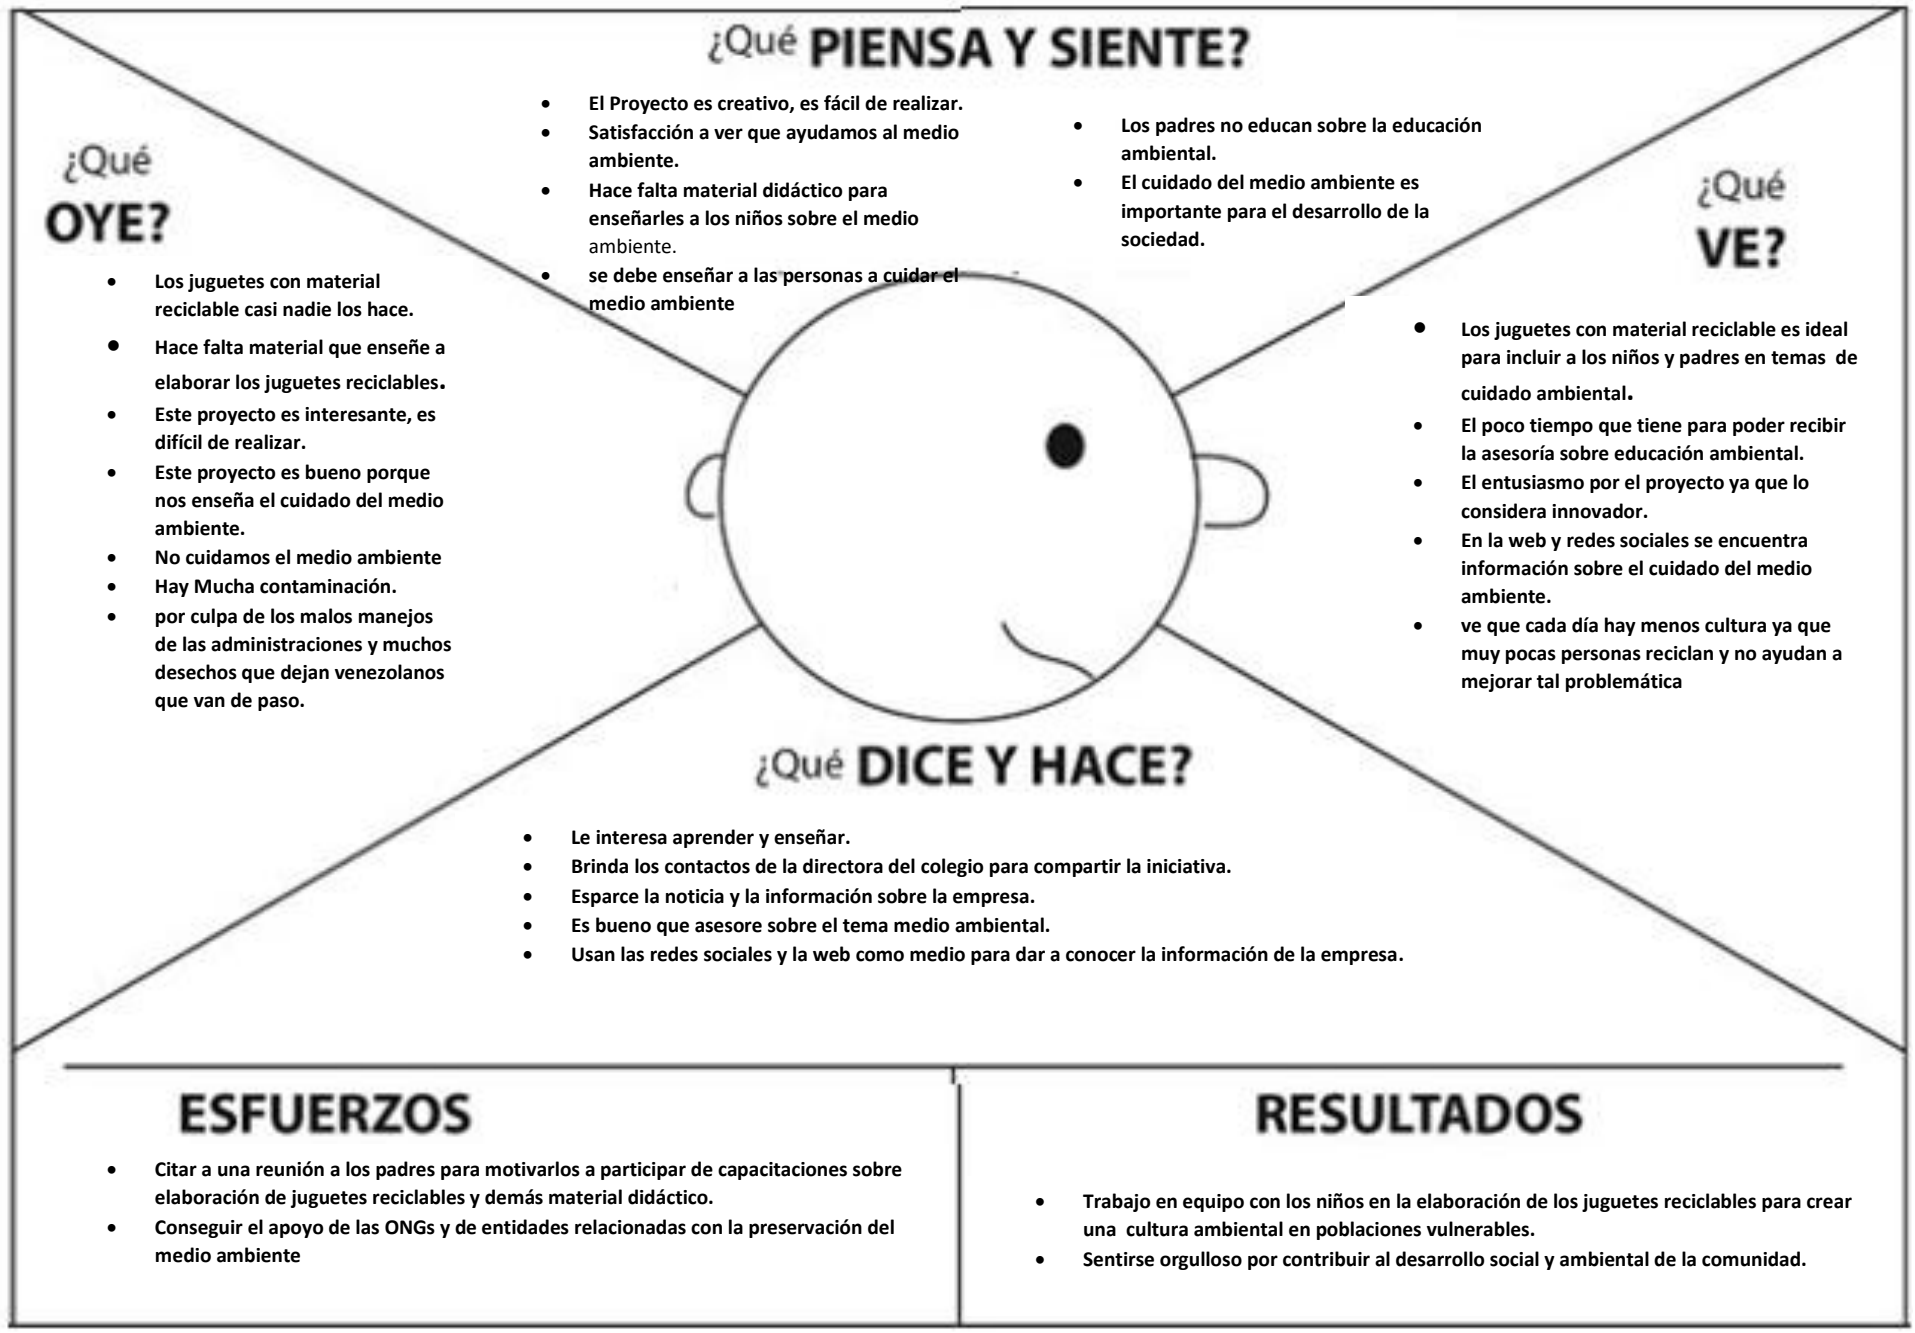 ¿Qué PIENSA Y SIENTE?
• El Proyecto es creativo, es fácil de realizar.
• Satisfacción a ver que ayudamos al medio
ambiente.
• Hace falta material didáctico para
enseñarles a los niños sobre el medio
ambiente.
• se debe enseñar a las personas a cuidar el
medio ambiente
• Los padres no educan sobre la educación
ambiental.
• El cuidado del medio ambiente es
importante para el desarrollo de la
sociedad.
¿Qué
OYE?
• Los juguetes con material
reciclable casi nadie los hace.
• Hace falta material que enseñe a
elaborar los juguetes reciclables.
• Este proyecto es interesante, es
difícil de realizar.
• Este proyecto es bueno porque
nos enseña el cuidado del medio
ambiente.
• No cuidamos el medio ambiente
• Hay Mucha contaminación.
• por culpa de los malos manejos
de las administraciones y muchos
desechos que dejan venezolanos
que van de paso.
¿Qué
VE?
• Los juguetes con material reciclable es ideal
para incluir a los niños y padres en temas de
cuidado ambiental.
• El poco tiempo que tiene para poder recibir
la asesoría sobre educación ambiental.
• El entusiasmo por el proyecto ya que lo
considera innovador.
• En la web y redes sociales se encuentra
información sobre el cuidado del medio
ambiente.
• ve que cada día hay menos cultura ya que
muy pocas personas reciclan y no ayudan a
mejorar tal problemática
¿Qué DICE Y HACE?
• Le interesa aprender y enseñar.
• Brinda los contactos de la directora del colegio para compartir la iniciativa.
• Esparce la noticia y la información sobre la empresa.
• Es bueno que asesore sobre el tema medio ambiental.
• Usan las redes sociales y la web como medio para dar a conocer la información de la empresa.
ESFUERZOS
• Citar a una reunión a los padres para motivarlos a participar de capacitaciones sobre
elaboración de juguetes reciclables y demás material didáctico.
• Conseguir el apoyo de las ONGs y de entidades relacionadas con la preservación del
medio ambiente
RESULTADOS
• Trabajo en equipo con los niños en la elaboración de los juguetes reciclables para crear
una cultura ambiental en poblaciones vulnerables.
• Sentirse orgulloso por contribuir al desarrollo social y ambiental de la comunidad.